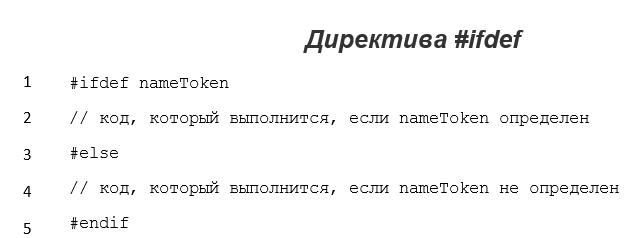 Директива #ifdef
1 #ifdef nameToken
2 // код, который выполнится, если nameToken определен
3 #else
4 // код, который выполнится, если nameToken не определен
5 #endif